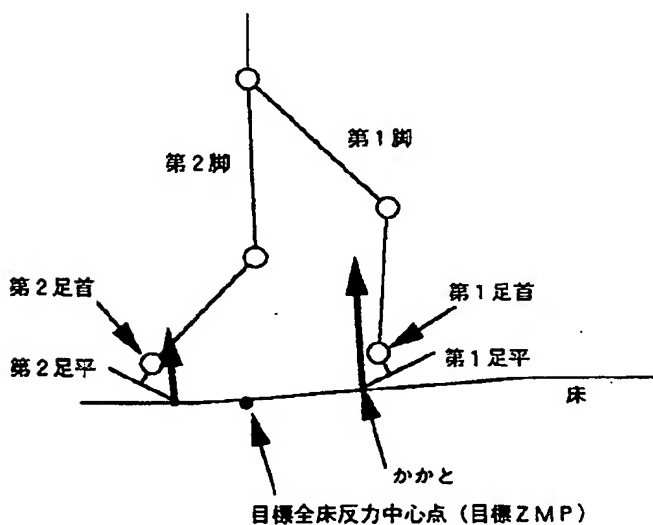 第1脚
第2脚
第2足首
第1足首
第2足平
第1足平
床
かかと
目標全床反力中心点（目標ZMP）